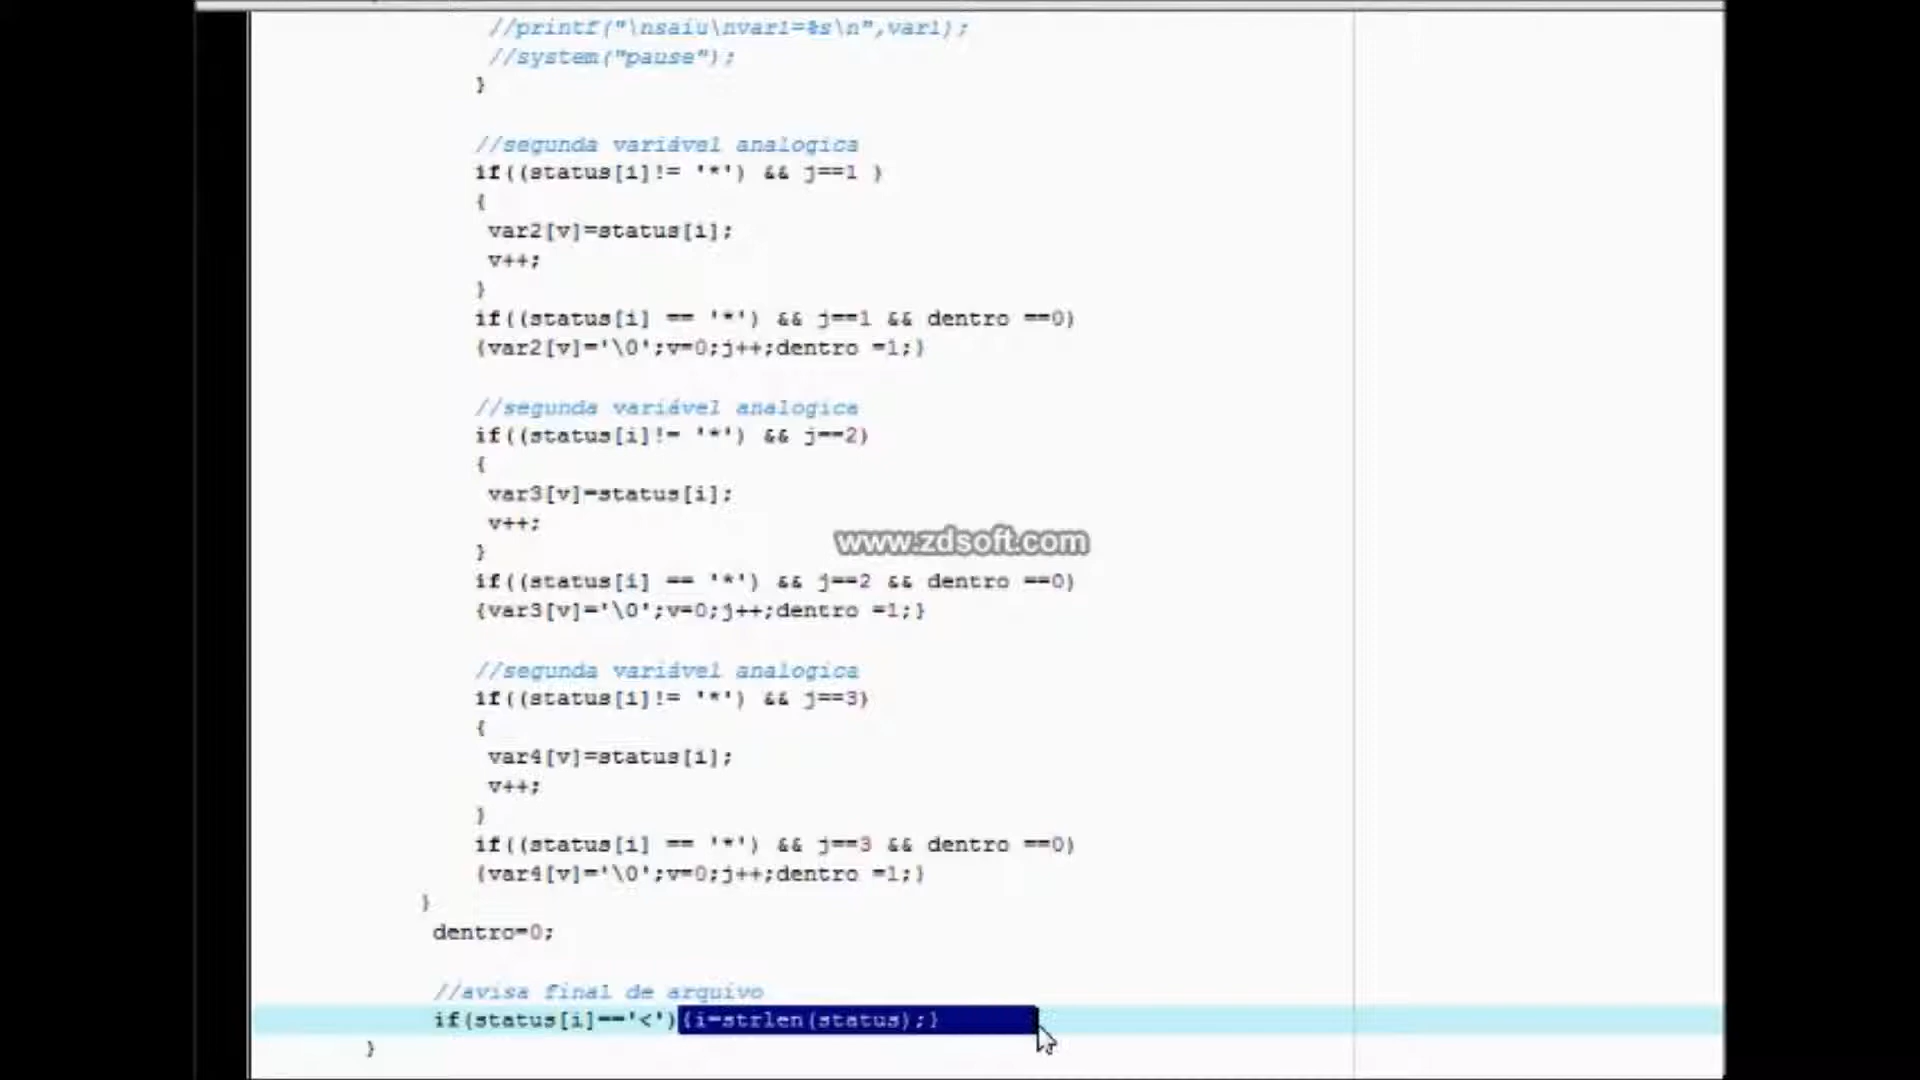 //printf("\nsaiu\nvar1=%s\n",var1);
//system("pause");
}
//segunda variável analogica
if((status[i]!= '*') && j==1 )
{
var2[v]=status[i];
v++;
}
if((status[i] == '*') && j==1 && dentro ==0)
{var2[v]='\0';v=0;j++;dentro =1;}
//segunda variável analogica
if((status[i]!= '*') && j==2)
{
var3[v]=status[i];
v++;
www.zdsoft.com
}
if((status[i] == '*') && j==2 && dentro ==0)
{var3[v]='\0';v=0;j++;dentro =1;}
//segunda variável analogica
if((status[i]!= '*') && j==3)
{
var4[v]=status[i];
v++;
}
if((status[i] == '*') && j==3 && dentro ==0)
{var4[v]='\0';v=0;j++;dentro =1;}
}
dentro=0;
//avisa final de arquivo
if(status[i]=='<'){i=strlen(status);}
}